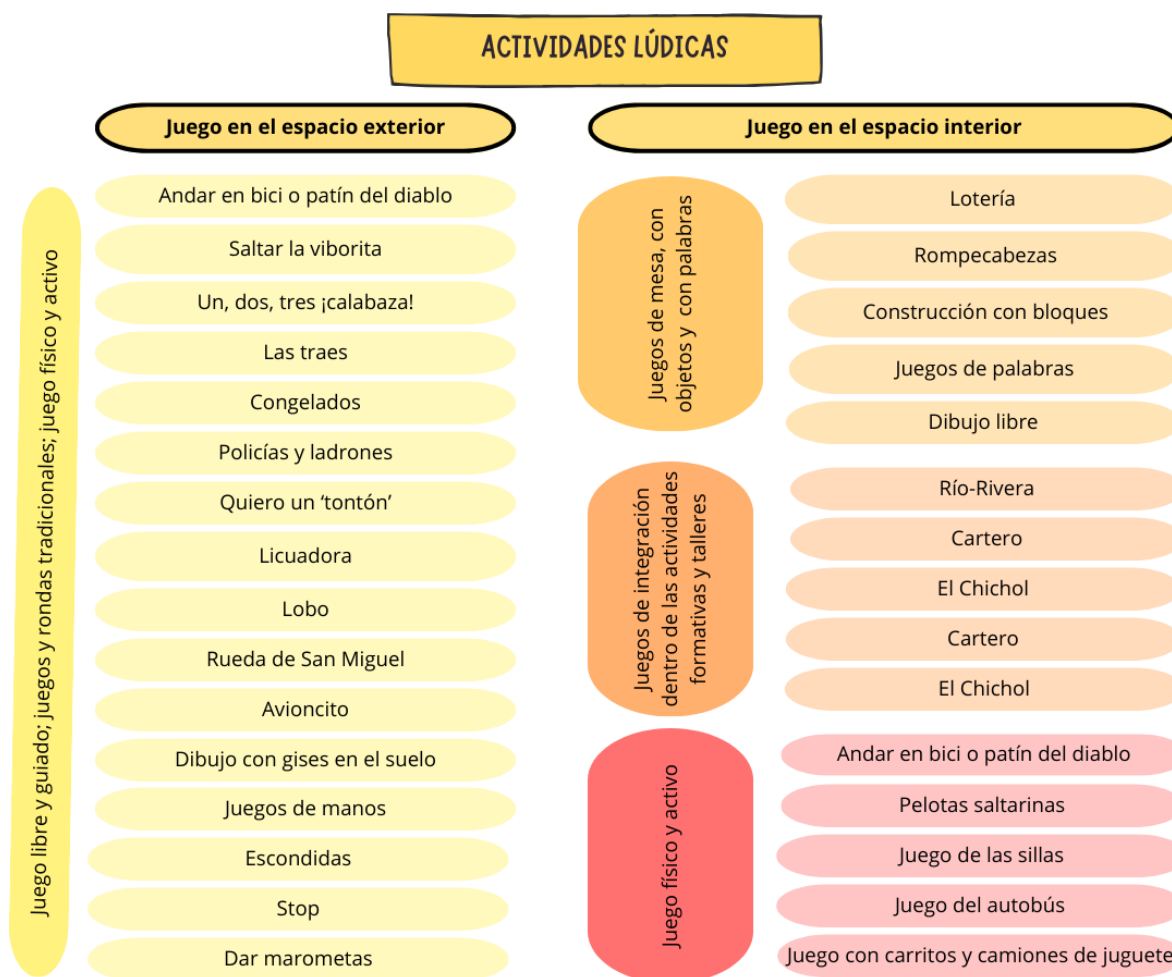 ACTIVIDADES LÚDICAS
Juego en el espacio exterior
Juego libre y guiado; juegos y rondas tradicionales; juego físico y activo
Andar en bici o patín del diablo
Saltar la viborita
Un, dos, tres ¡calabaza!
Las traes
Congelados
Policías y ladrones
Quiero un ‘tontón’
Licuadora
Lobo
Rueda de San Miguel
Avioncito
Dibujo con gises en el suelo
Juegos de manos
Escondidas
Stop
Dar marometas
Juego en el espacio interior
Juegos de mesa, con
objetos y con palabras
Lotería
Rompecabezas
Construcción con bloques
Juegos de palabras
Dibujo libre
Juegos de integración
dentro de las actividades
formativas y talleres
Río-Rivera
Cartero
El Chichol
Cartero
El Chichol
Juego físico y activo
Andar en bici o patín del diablo
Pelotas saltarinas
Juego de las sillas
Juego del autobús
Juego con carritos y camiones de juguete